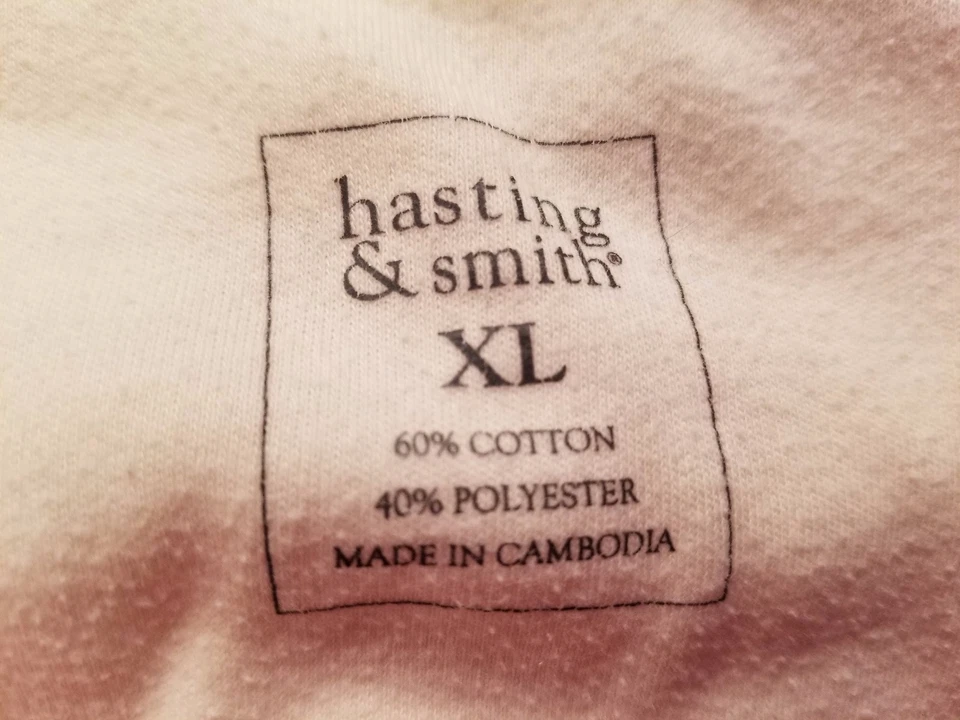 hasting
& smith®
XL
60% COTTON
40% POLYESTER
MADE IN CAMBODIA